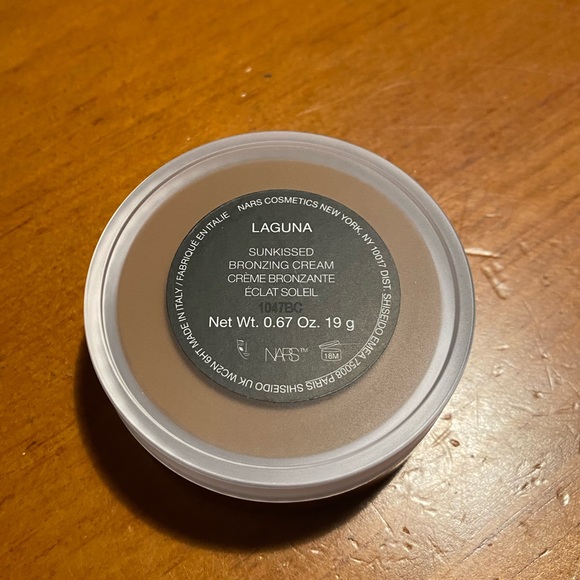 LAGUNA
SUNKISSED
BRONZING CREAM
CRÈME BRONZANTE
ÉCLAT SOLEIL
1047BC
Net Wt. 0.67 Oz. 19 g
NARS™
18M
NARS COSMETICS NEW YORK, NY 10017 DIST. SHISEIDO EMEA 75008 PARIS SHISEIDO UK WC2N 6HT MADE IN ITALY / FABRIQUÉ EN ITALIE